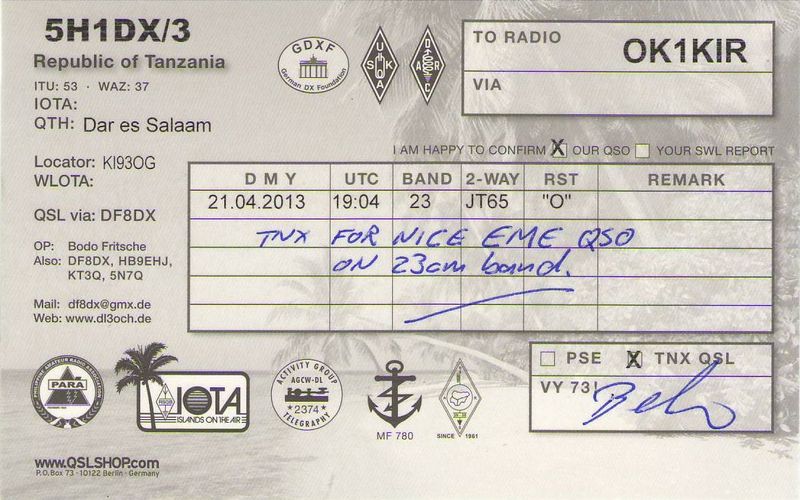 5H1DX/3
Republic of Tanzania
ITU: 53 · WAZ: 37
IOTA:
QTH: Dar es Salaam
Locator: KI93OG
WLOTA:
QSL via: DF8DX
OP: Bodo Fritsche
Also: DF8DX, HB9EHJ,
KT3Q, 5N7Q
Mail: df8dx@gmx.de
Web: www.dl3och.de
GDXF
German DX Foundation
USKA
DARC
TO RADIO OK1KIR
VIA
I AM HAPPY TO CONFIRM X OUR QSO YOUR SWL REPORT
D M Y UTC BAND 2-WAY RST REMARK
21.04.2013 19:04 23 JT65 "O"
TNX FOR NICE EME QSO
ON 23cm band.
PSE X TNX QSL
VY 73!
PARA
IOTA
ISLANDS ON THE AIR
ACTIVITY GROUP
AGCW-DL
2374
TELEGRAPHY
MF 780
SINCE 1961
www.QSLSHOP.com
P.O.Box 73 · 10122 Berlin · Germany